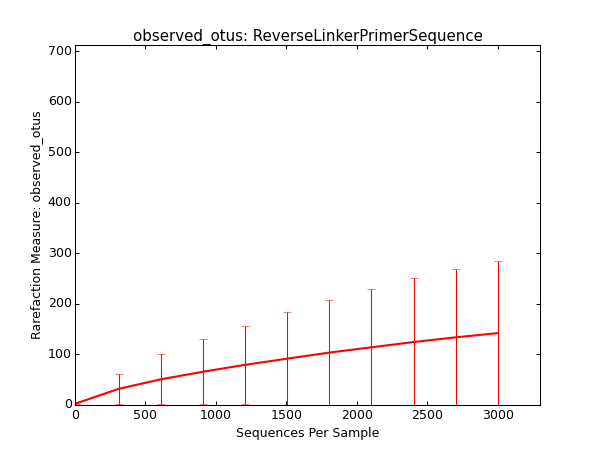 observed_otus: ReverseLinkerPrimerSequence
700
600
500
400
300
200
100
0
Rarefaction Measure: observed_otus
0 500 1000 1500 2000 2500 3000
Sequences Per Sample